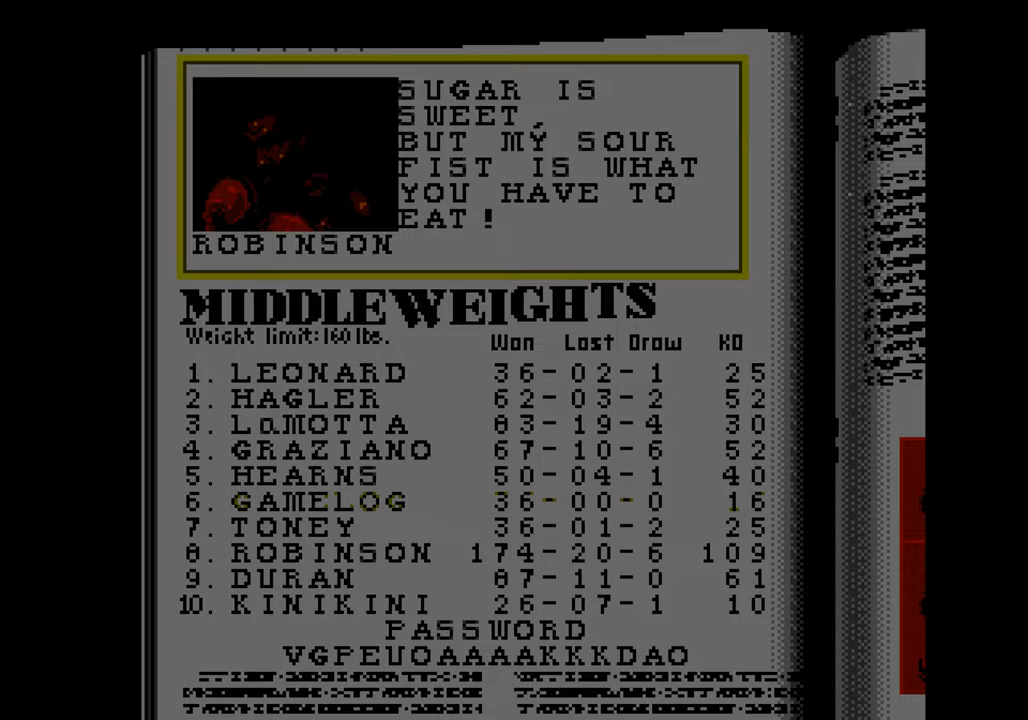 SUGAR IS
SWEET,
BUT MY SOUR
FIST IS WHAT
YOU HAVE TO
EAT!
ROBINSON
MIDDLEWEIGHTS
Weight limit:160 lbs.
Won Lost Draw KO
1. LEONARD 36-02-1 25
2. HAGLER 62-03-2 52
3. LaMOTTA 83-19-4 30
4. GRAZIANO 67-10-6 52
5. HEARNS 50-04-1 40
6. GAMELOG 36-00-0 16
7. TONEY 36-01-2 25
8. ROBINSON 174-20-6 109
9. DURAN 87-11-0 61
10. KINIKINI 26-07-1 10
PASSWORD
VGPEUOAAAAKKKDAO